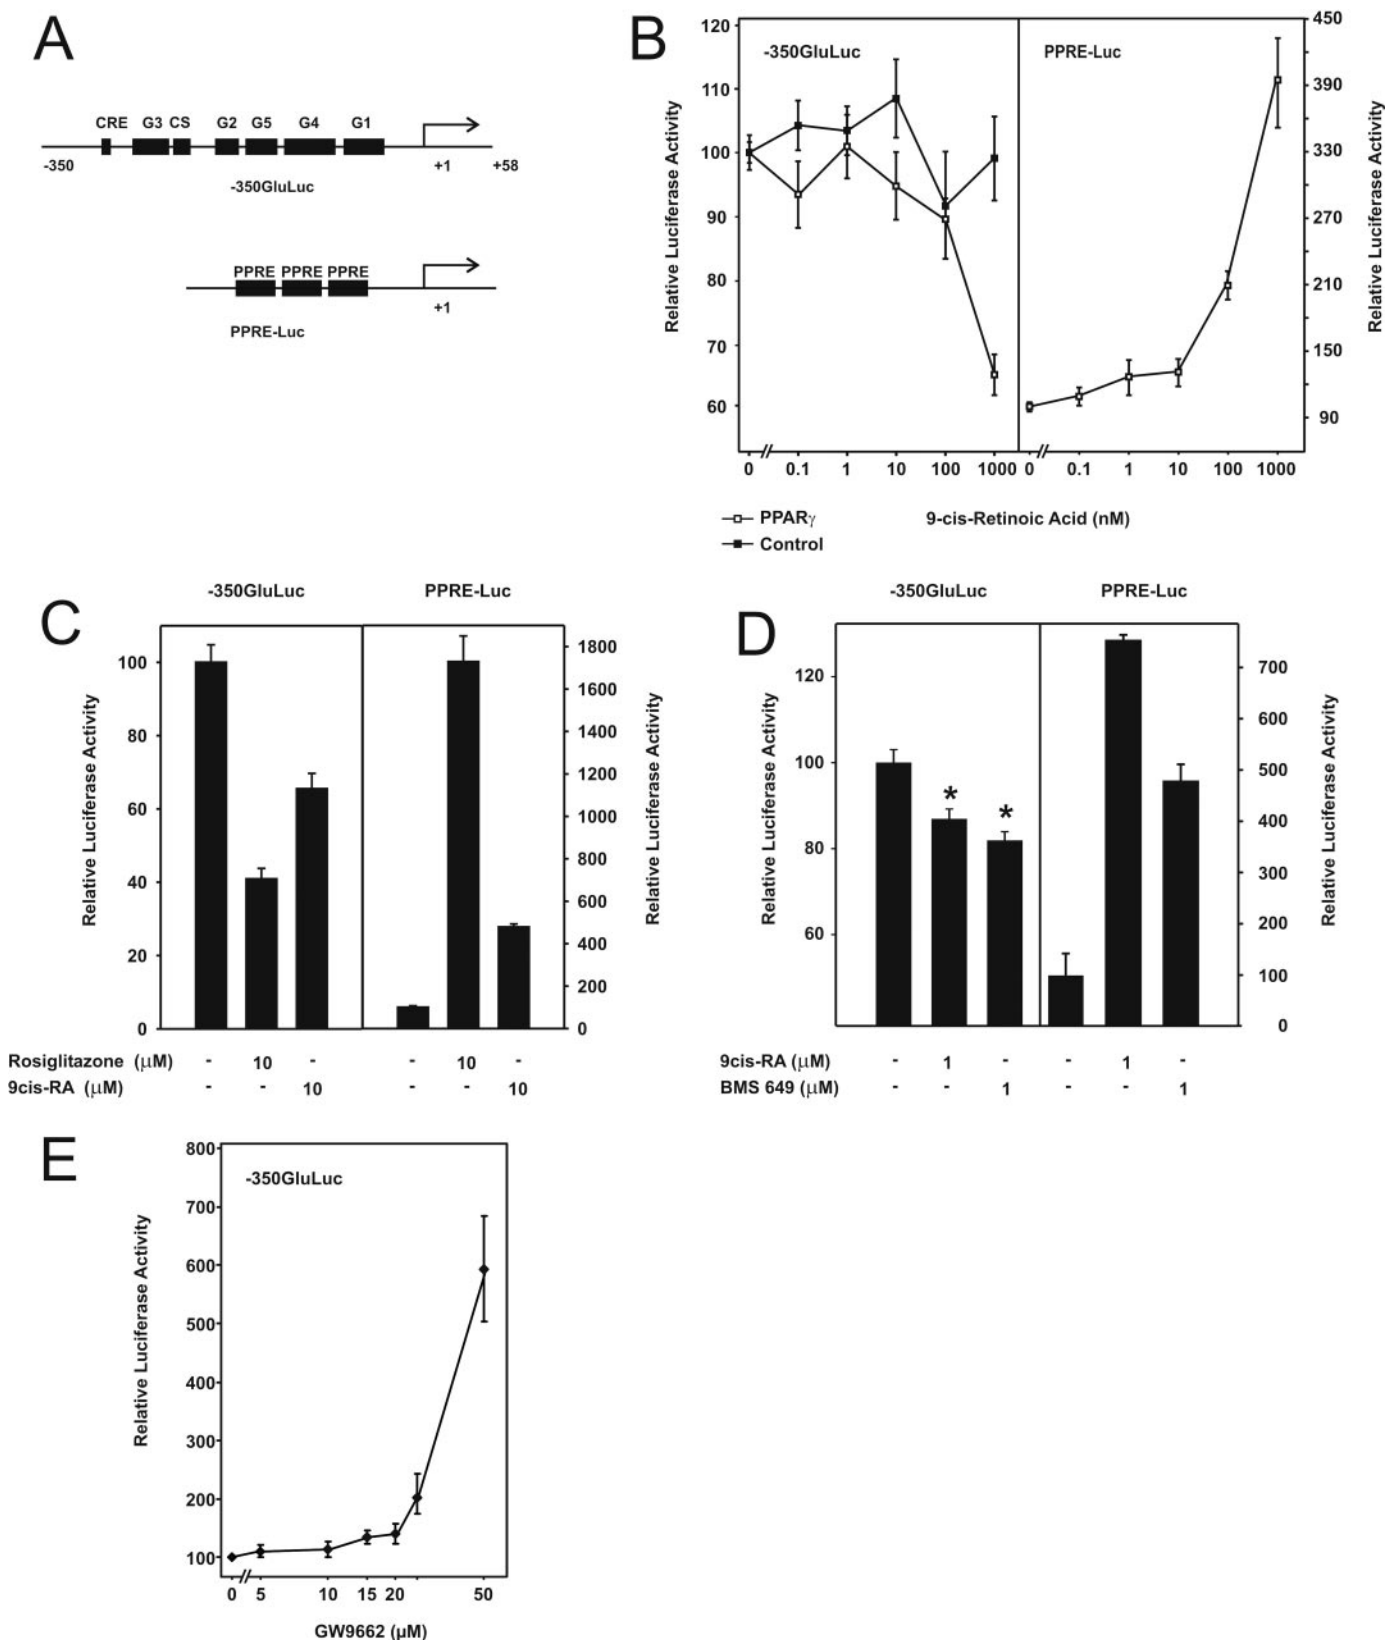 A
CRE G3 CS G2 G5 G4 G1
-350 +1 +58
-350GluLuc
PPRE PPRE PPRE
+1
PPRE-Luc
B
-350GluLuc PPRE-Luc
Relative Luciferase Activity
120
110
100
90
80
70
60
450
390
330
270
210
150
90
Relative Luciferase Activity
0 0.1 1 10 100 1000 0 0.1 1 10 100 1000
9-cis-Retinoic Acid (nM)
PPARγ
Control
C
-350GluLuc PPRE-Luc
Relative Luciferase Activity
100
80
60
40
20
0
1800
1600
1400
1200
1000
800
600
400
200
0
Relative Luciferase Activity
Rosiglitazone (μM) - 10 - - 10 -
9cis-RA (μM) - - 10 - - 10
D
-350GluLuc PPRE-Luc
Relative Luciferase Activity
120
100
80
60
* *
700
600
500
400
300
200
100
0
Relative Luciferase Activity
9cis-RA (μM) - 1 - - 1 -
BMS 649 (μM) - - 1 - - 1
E
-350GluLuc
Relative Luciferase Activity
800
700
600
500
400
300
200
100
0 5 10 15 20 50
GW9662 (μM)